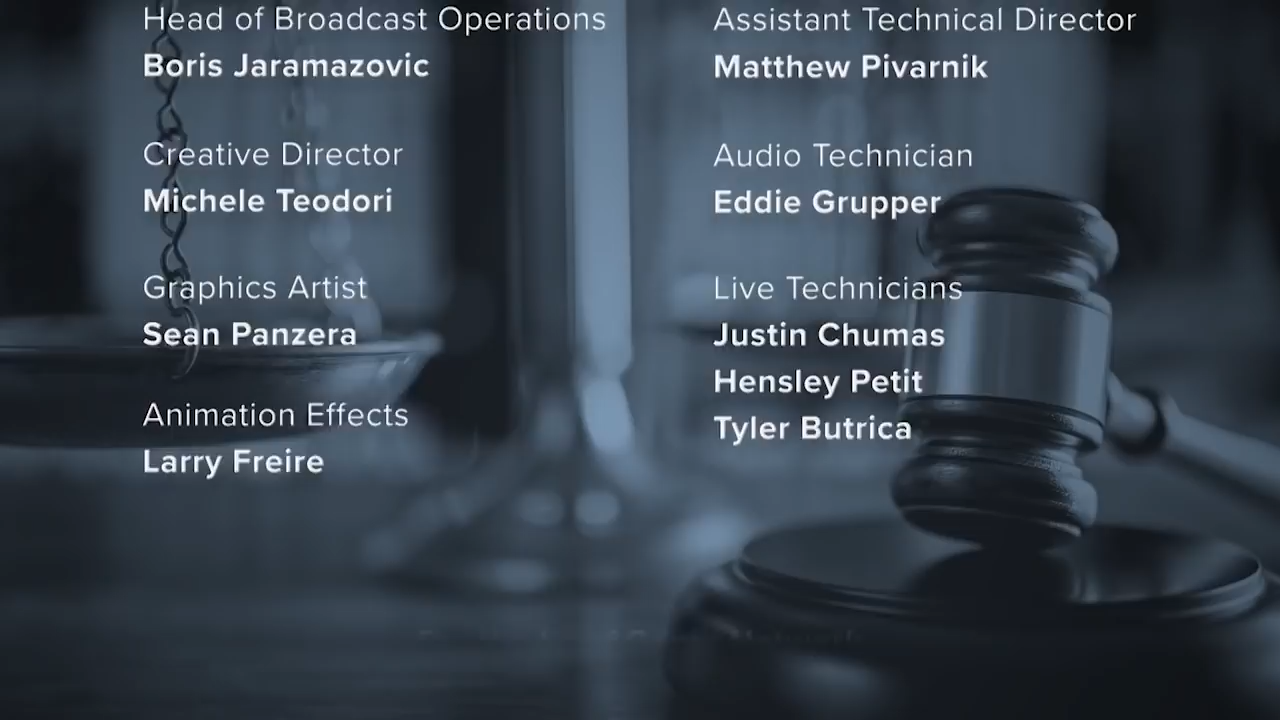 Head of Broadcast Operations
Boris Jaramazovic
Creative Director
Michele Teodori
Graphics Artist
Sean Panzera
Animation Effects
Larry Freire
Assistant Technical Director
Matthew Pivarnik
Audio Technician
Eddie Grupper
Live Technicians
Justin Chumas
Hensley Petit
Tyler Butrica